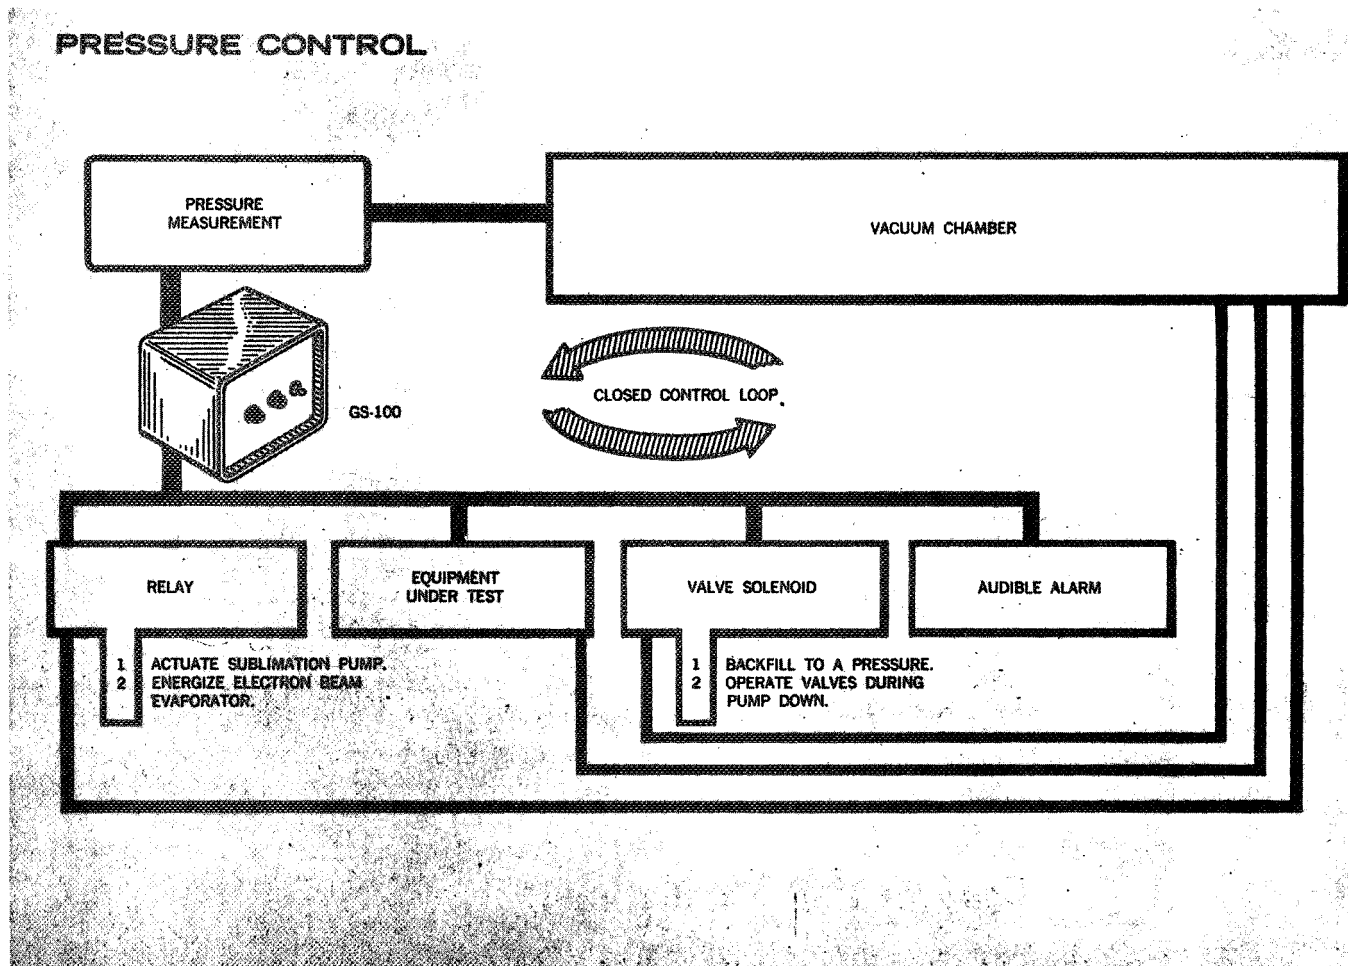 PRESSURE CONTROL
PRESSURE
MEASUREMENT
VACUUM CHAMBER
GS-100
CLOSED CONTROL LOOP
RELAY
EQUIPMENT
UNDER TEST
VALVE SOLENOID
AUDIBLE ALARM
1 ACTUATE SUBLIMATION PUMP.
2 ENERGIZE ELECTRON BEAM
EVAPORATOR.
1 BACKFILL TO A PRESSURE.
2 OPERATE VALVES DURING
PUMP DOWN.